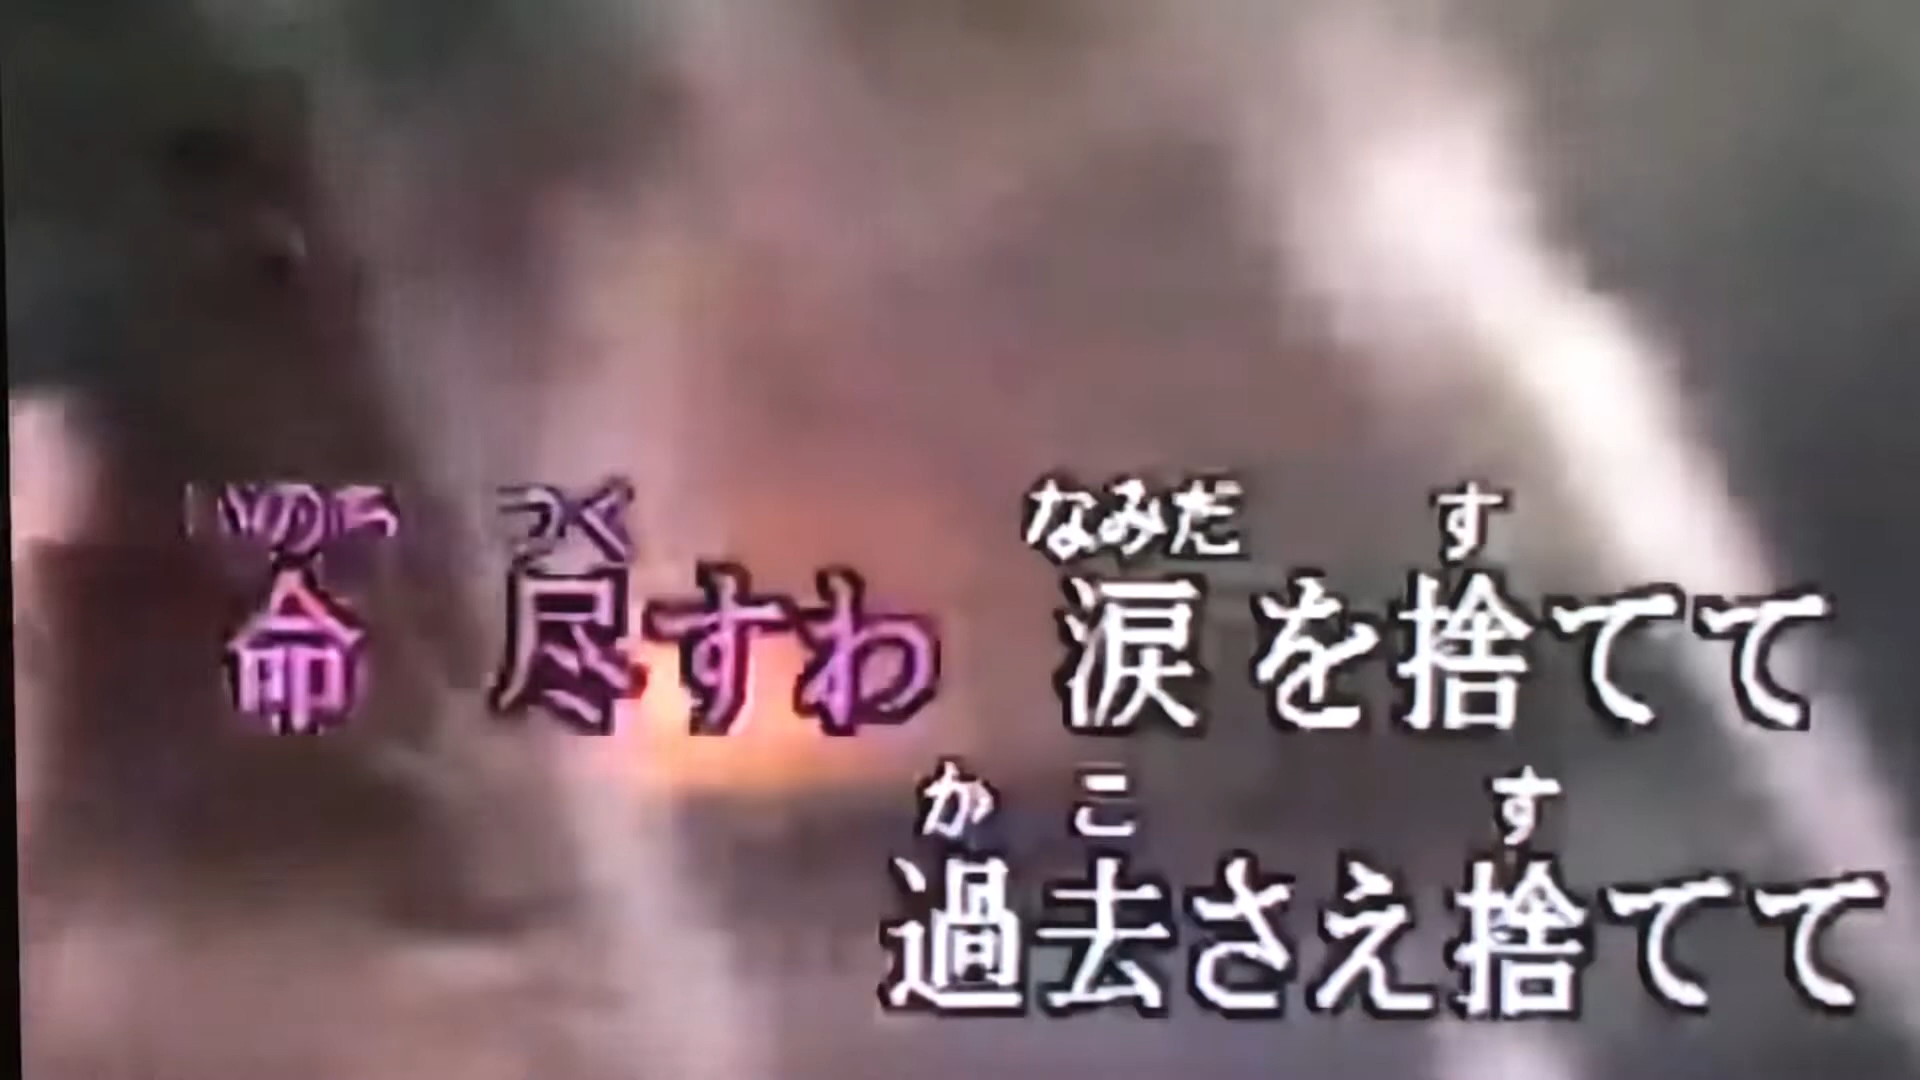 いのち つく なみだ す
命 尽すわ 涙を捨てて
かこ す
過去さえ捨てて